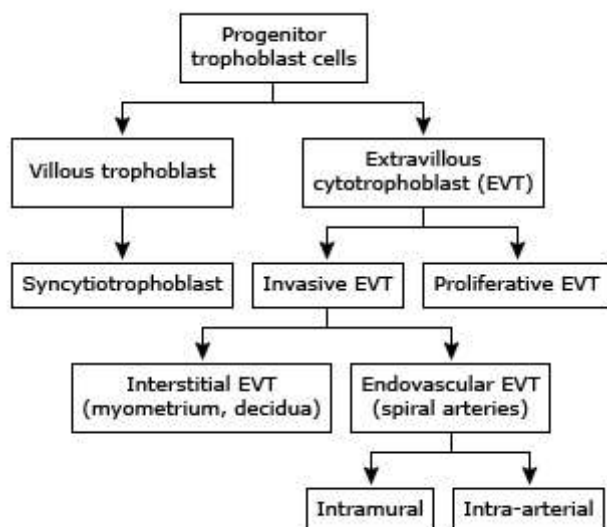 Progenitor
trophoblast cells
Villous trophoblast
Extravillous
cytotrophoblast (EVT)
Syncytiotrophoblast
Invasive EVT
Proliferative EVT
Interstitial EVT
(myometrium, decidua)
Endovascular EVT
(spiral arteries)
Intramural
Intra-arterial